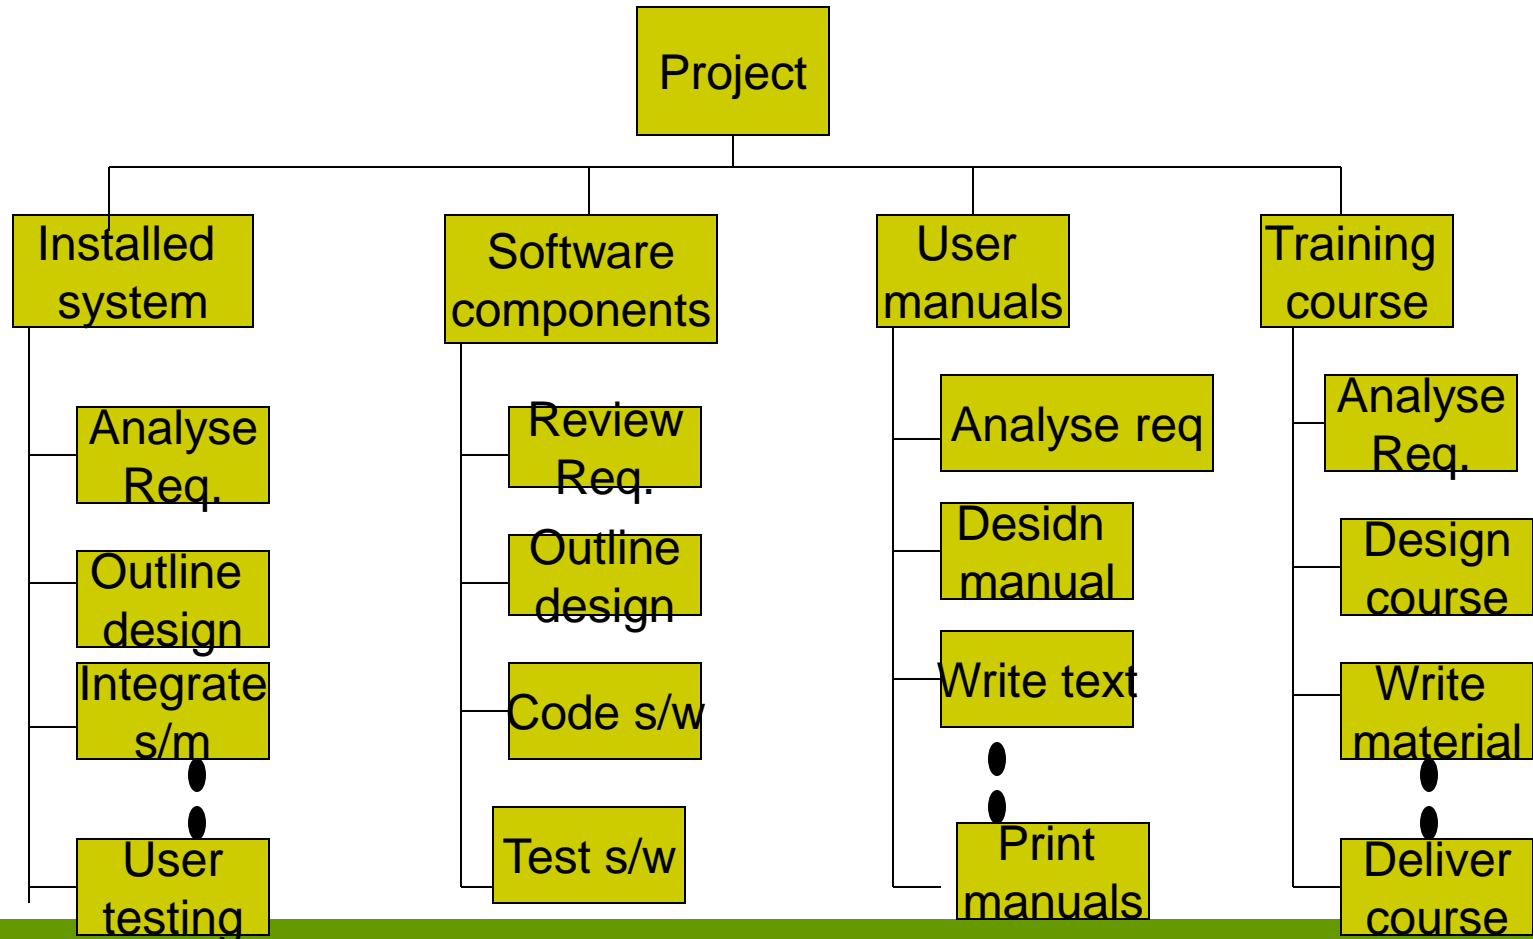 Project
Installed
system
Software
components
User
manuals
Training
course
Analyse
Req.
Outline
design
Integrate
s/m
User
testing
Review
Req.
Outline
design
Code s/w
Test s/w
Analyse req
Desidn
manual
Write text
Print
manuals
Analyse
Req.
Design
course
Write
material
Deliver
course